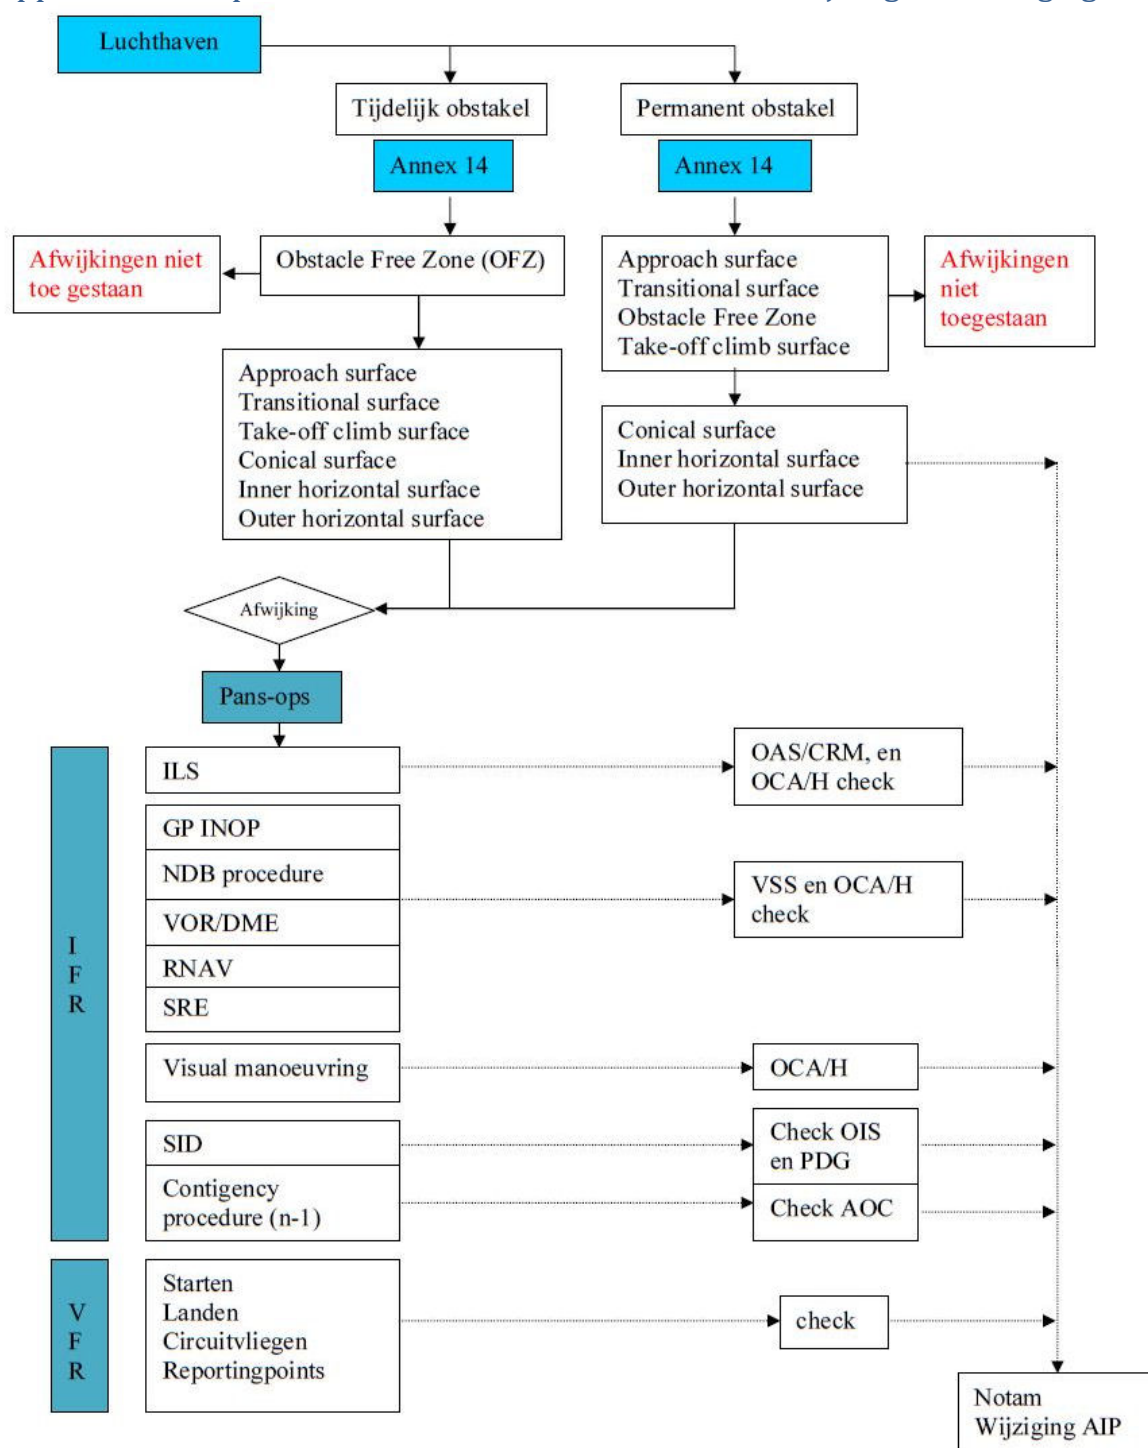 Luchthaven
Tijdelijk obstakel
Permanent obstakel
Annex 14
Annex 14
Afwijkingen niet
toe gestaan
Obstacle Free Zone (OFZ)
Approach surface
Transitional surface
Obstacle Free Zone
Take-off climb surface
Afwijkingen
niet
toegestaan
Approach surface
Transitional surface
Take-off climb surface
Conical surface
Inner horizontal surface
Outer horizontal surface
Conical surface
Inner horizontal surface
Outer horizontal surface
Afwijking
Pans-ops
IFR
ILS
OAS/CRM, en
OCA/H check
GP INOP
NDB procedure
VOR/DME
RNAV
SRE
VSS en OCA/H
check
Visual manoeuvring
OCA/H
SID
Check OIS
en PDG
Contigency
procedure (n-1)
Check AOC
VFR
Starten
Landen
Circuitvliegen
Reportingpoints
check
Notam
Wijziging AIP